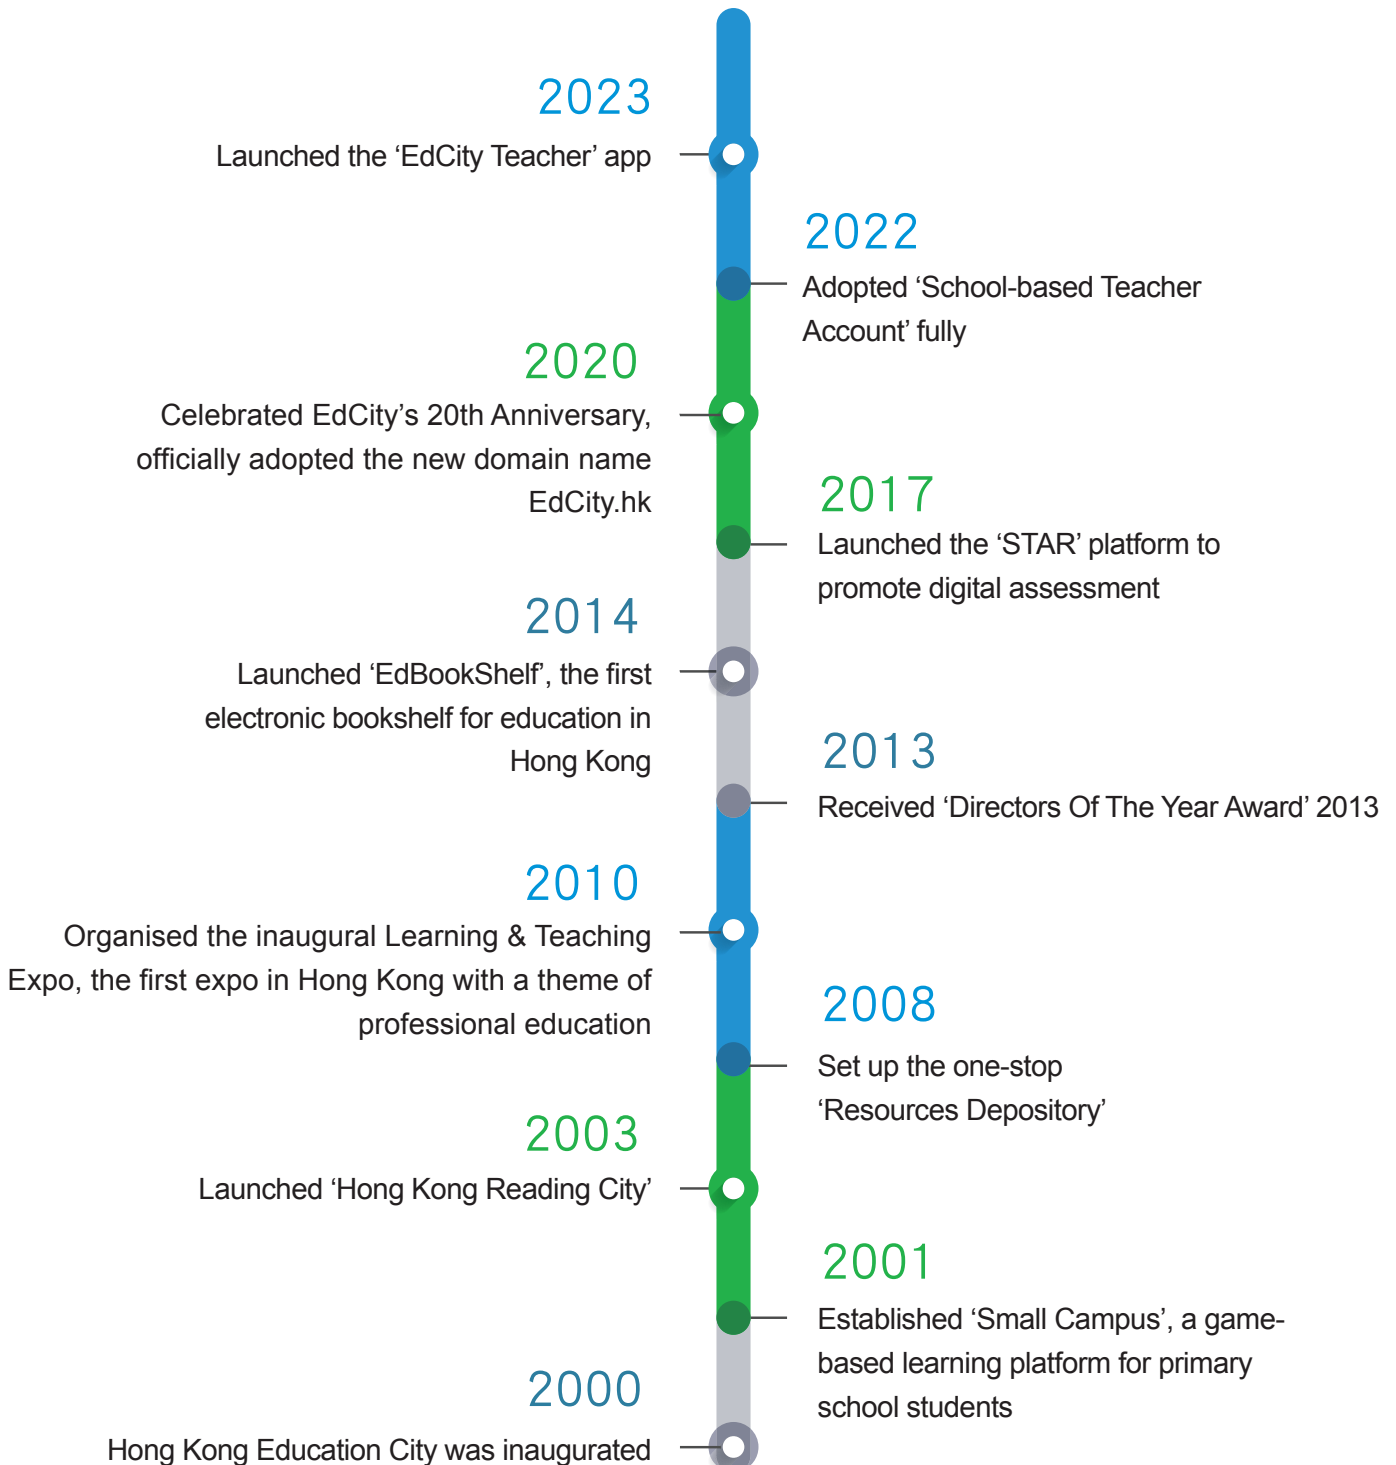 2023
Launched the ‘EdCity Teacher’ app
2022
Adopted ‘School-based Teacher
Account’ fully
2020
Celebrated EdCity’s 20th Anniversary,
officially adopted the new domain name
EdCity.hk
2017
Launched the ‘STAR’ platform to
promote digital assessment
2014
Launched ‘EdBookShelf’, the first
electronic bookshelf for education in
Hong Kong
2013
Received ‘Directors Of The Year Award’ 2013
2010
Organised the inaugural Learning & Teaching
Expo, the first expo in Hong Kong with a theme of
professional education
2008
Set up the one-stop
‘Resources Depository’
2003
Launched ‘Hong Kong Reading City’
2001
Established ‘Small Campus’, a game-
based learning platform for primary
school students
2000
Hong Kong Education City was inaugurated